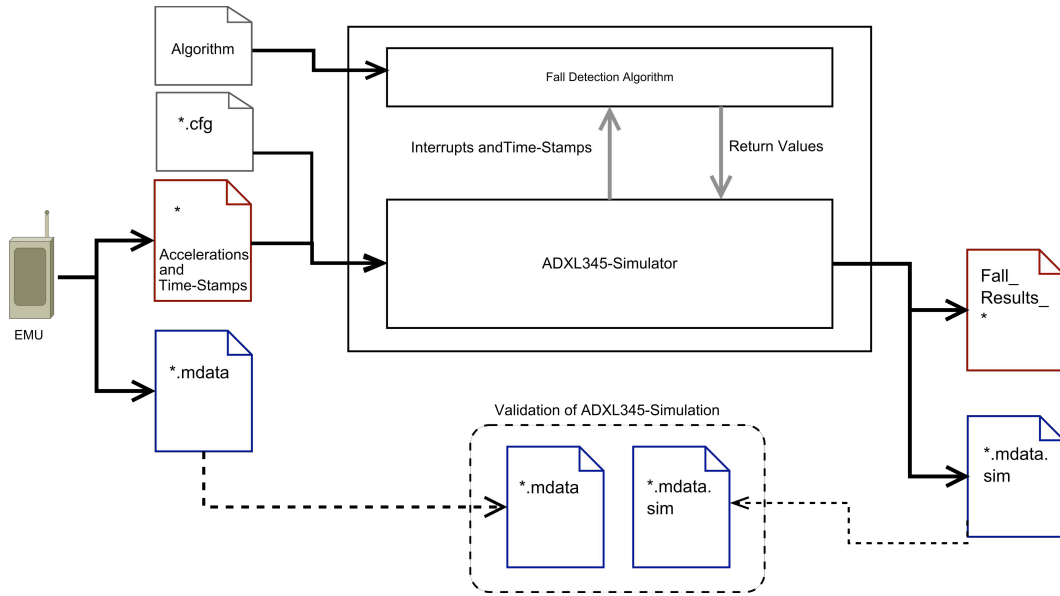 Algorithm
Fall Detection Algorithm
*.cfg
Interrupts andTime-Stamps
Return Values
*
Accelerations
and
Time-Stamps
ADXL345-Simulator
EMU
Fall_
Results_
*
*.mdata
Validation of ADXL345-Simulation
*.mdata
*.mdata.
sim
*.mdata.
sim